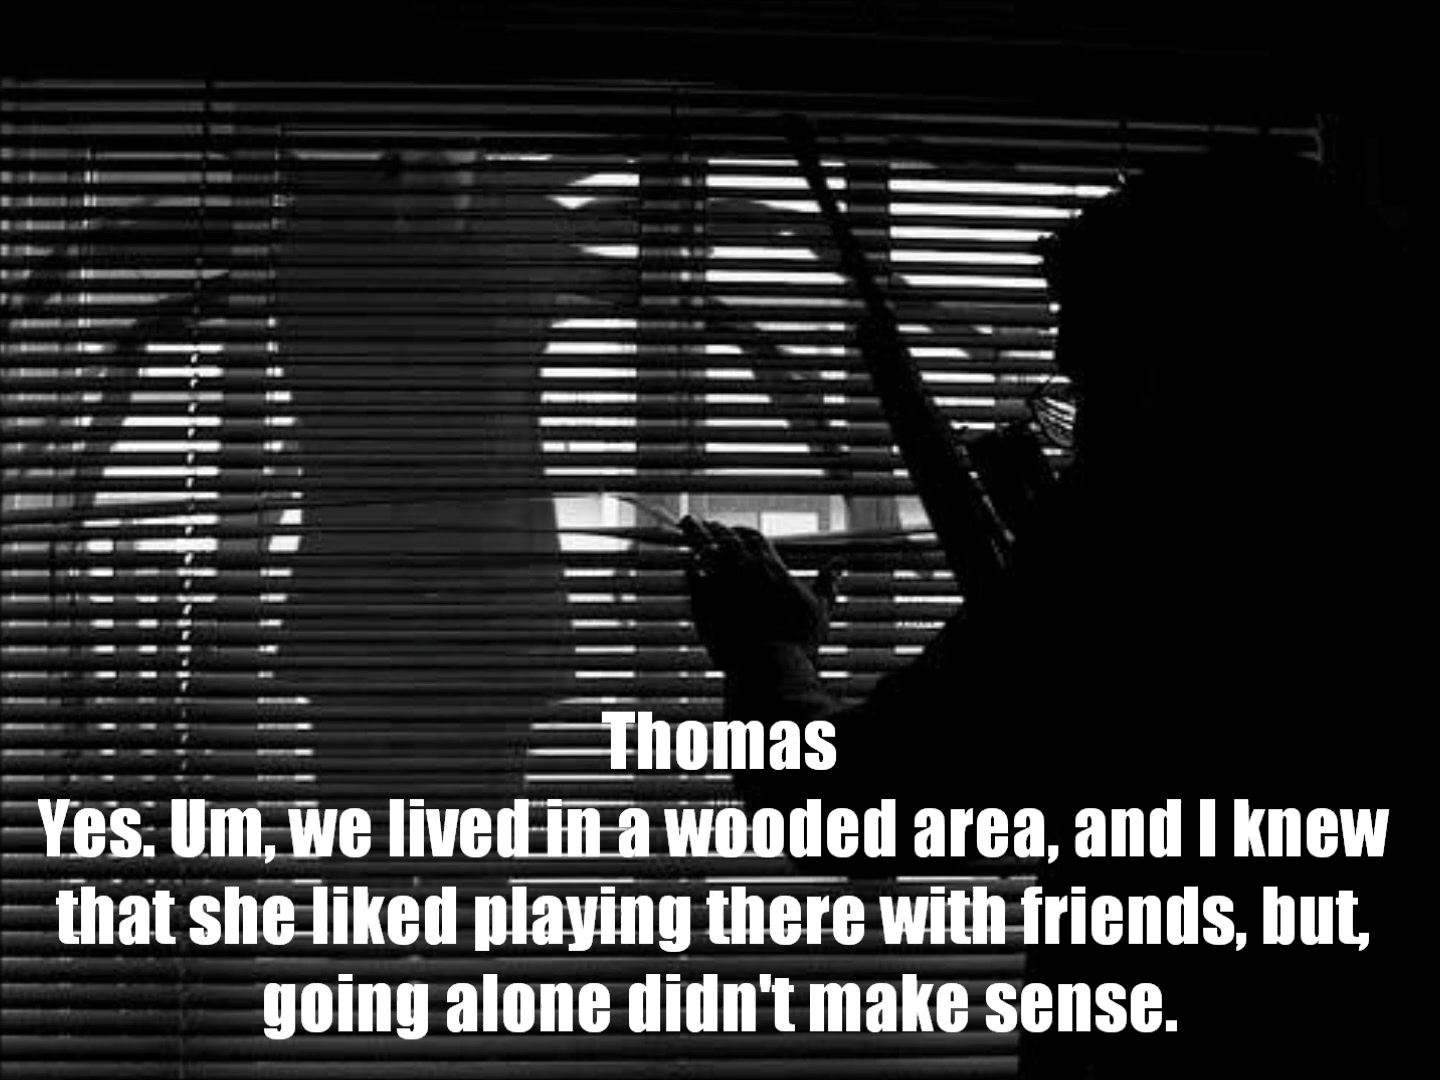 Thomas
Yes. Um, we lived in a wooded area, and I knew
that she liked playing there with friends, but,
going alone didn't make sense.